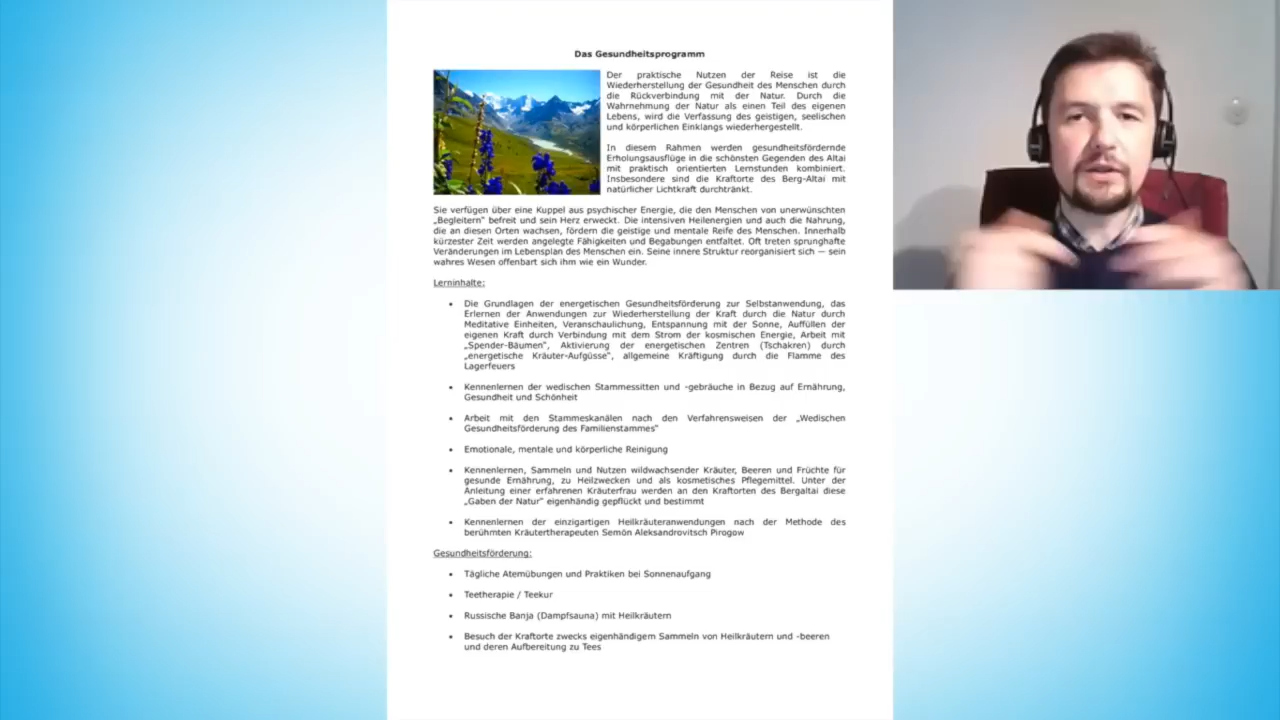 Das Gesundheitsprogramm
Der praktische Nutzen der Reise ist die
Wiederherstellung der Gesundheit des Menschen durch
die Rückverbindung mit der Natur. Durch die
Wahrnehmung der Natur als einen Teil des eigenen
Lebens, wird die Verfassung des geistigen, seelischen
und körperlichen Einklangs wiederhergestellt.
In diesem Rahmen werden gesundheitsfördernde
Erholungsausflüge in die schönsten Gegenden des Altai
mit praktisch orientierten Lernstunden kombiniert.
Insbesondere sind die Kraftorte des Berg-Altai mit
natürlicher Lichtkraft durchtränkt.
Sie verfügen über eine Kuppel aus psychischer Energie, die den Menschen von unerwünschten
„Begleitern“ befreit und sein Herz erweckt. Die intensiven Heilenergien und auch die Nahrung,
die an diesen Orten wachsen, fördern die geistige und mentale Reife des Menschen. Innerhalb
kürzester Zeit werden angelegte Fähigkeiten und Begabungen entfaltet. Oft treten sprunghafte
Veränderungen im Lebensplan des Menschen ein. Seine innere Struktur reorganisiert sich — sein
wahres Wesen offenbart sich ihm wie ein Wunder.
Lerninhalte:
• Die Grundlagen der energetischen Gesundheitsförderung zur Selbstanwendung, das
Erlernen der Anwendungen zur Wiederherstellung der Kraft durch die Natur durch
Meditative Einheiten, Veranschaulichung, Entspannung mit der Sonne, Auffüllen der
eigenen Kraft durch Verbindung mit dem Strom der kosmischen Energie, Arbeit mit
„Spender-Bäumen“, Aktivierung der energetischen Zentren (Tschakren) durch
„energetische Kräuter-Aufgüsse“, allgemeine Kräftigung durch die Flamme des
Lagerfeuers
• Kennenlernen der wedischen Stammessitten und -gebräuche in Bezug auf Ernährung,
Gesundheit und Schönheit
• Arbeit mit den Stammeskanälen nach den Verfahrensweisen der „Wedischen
Gesundheitsförderung des Familienstammes“
• Emotionale, mentale und körperliche Reinigung
• Kennenlernen, Sammeln und Nutzen wildwachsender Kräuter, Beeren und Früchte für
gesunde Ernährung, zu Heilzwecken und als kosmetisches Pflegemittel. Unter der
Anleitung einer erfahrenen Kräuterfrau werden an den Kraftorten des Bergaltai diese
„Gaben der Natur“ eigenhändig gepflückt und bestimmt
• Kennenlernen der einzigartigen Heilkräuteranwendungen nach der Methode des
berühmten Kräutertherapeuten Semön Aleksandrovitsch Pirogow
Gesundheitsförderung:
• Tägliche Atemübungen und Praktiken bei Sonnenaufgang
• Teetherapie / Teekur
• Russische Banja (Dampfsauna) mit Heilkräutern
• Besuch der Kraftorte zwecks eigenhändigem Sammeln von Heilkräutern und -beeren
und deren Aufbereitung zu Tees